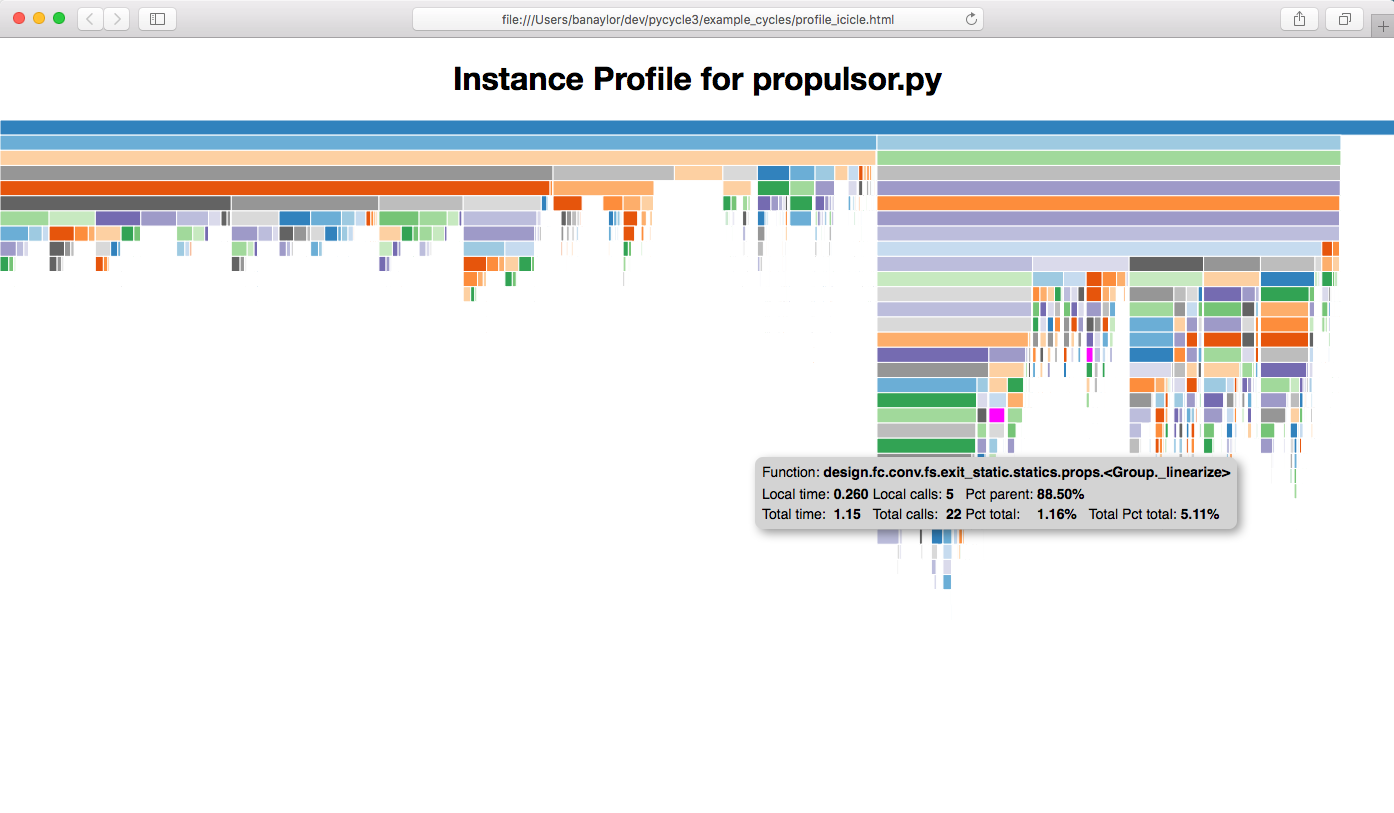 file:///Users/banaylor/dev/pycycle3/example_cycles/profile_icicle.html
Instance Profile for propulsor.py
Function: design.fc.conv.fs.exit_static.statics.props.<Group._linearize>
Local time: 0.260 Local calls: 5 Pct parent: 88.50%
Total time: 1.15 Total calls: 22 Pct total: 1.16% Total Pct total: 5.11%